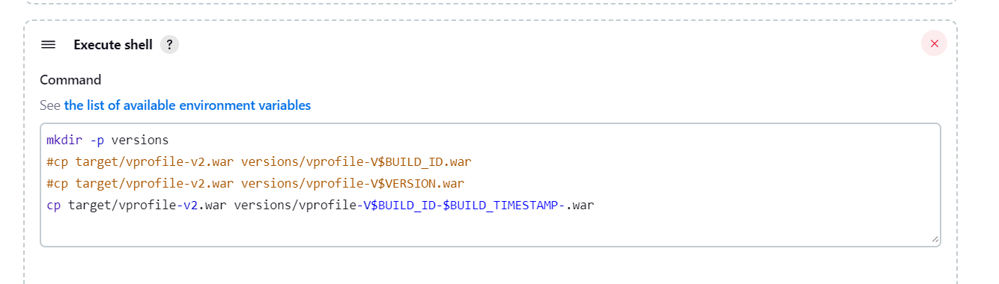 Execute shell ?
Command
See the list of available environment variables
mkdir -p versions
#cp target/vprofile-v2.war versions/vprofile-V$BUILD_ID.war
#cp target/vprofile-v2.war versions/vprofile-V$VERSION.war
cp target/vprofile-v2.war versions/vprofile-V$BUILD_ID-$BUILD_TIMESTAMP-.war